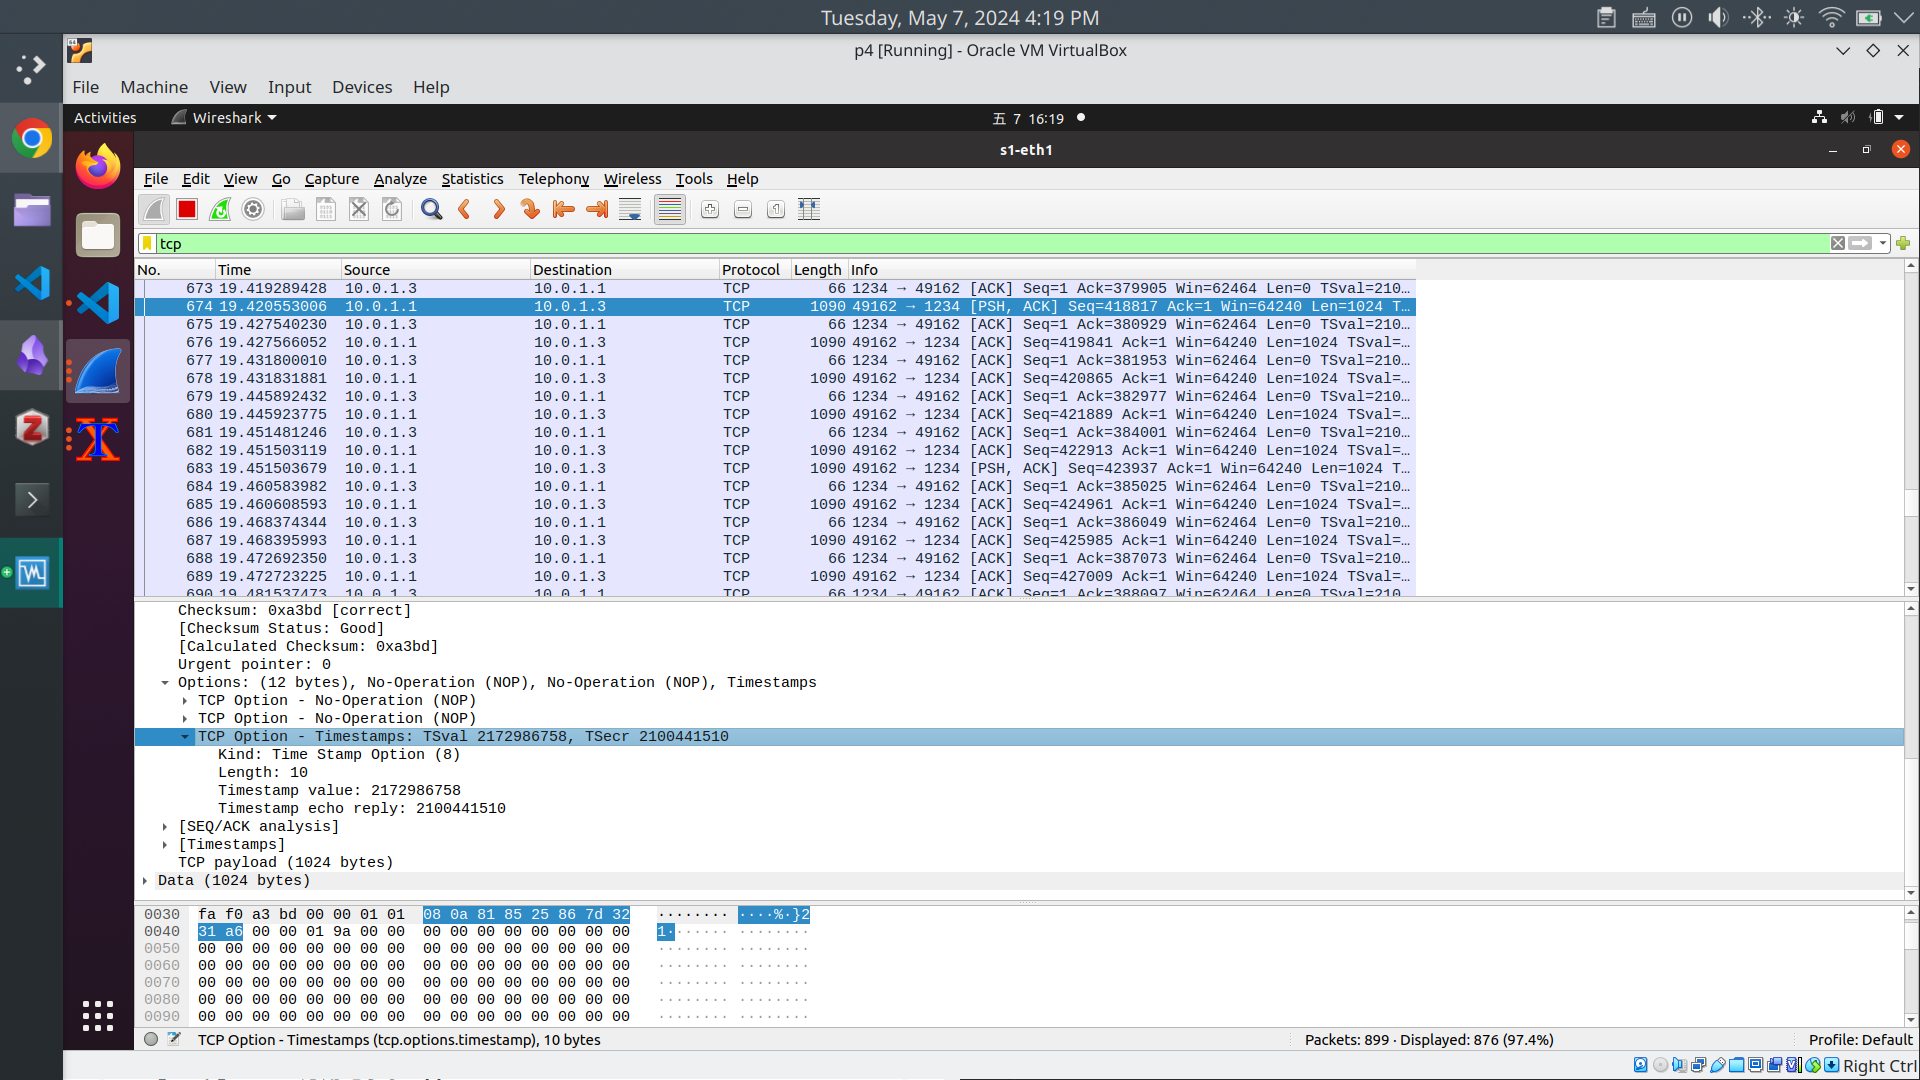 Tuesday, May 7, 2024 4:19 PM
p4 [Running] - Oracle VM VirtualBox
File Machine View Input Devices Help
Activities Wireshark 五 7 16:19
s1-eth1
File Edit View Go Capture Analyze Statistics Telephony Wireless Tools Help
tcp
No. Time Source Destination Protocol Length Info
673 19.419289428 10.0.1.3 10.0.1.1 TCP 66 1234 → 49162 [ACK] Seq=1 Ack=379905 Win=62464 Len=0 TSval=210…
674 19.420553006 10.0.1.1 10.0.1.3 TCP 1090 49162 → 1234 [PSH, ACK] Seq=418817 Ack=1 Win=64240 Len=1024 T…
675 19.427540230 10.0.1.3 10.0.1.1 TCP 66 1234 → 49162 [ACK] Seq=1 Ack=380929 Win=62464 Len=0 TSval=210…
676 19.427566052 10.0.1.1 10.0.1.3 TCP 1090 49162 → 1234 [ACK] Seq=419841 Ack=1 Win=64240 Len=1024 TSval=…
677 19.431800010 10.0.1.3 10.0.1.1 TCP 66 1234 → 49162 [ACK] Seq=1 Ack=381953 Win=62464 Len=0 TSval=210…
678 19.431831881 10.0.1.1 10.0.1.3 TCP 1090 49162 → 1234 [ACK] Seq=420865 Ack=1 Win=64240 Len=1024 TSval=…
679 19.445892432 10.0.1.3 10.0.1.1 TCP 66 1234 → 49162 [ACK] Seq=1 Ack=382977 Win=62464 Len=0 TSval=210…
680 19.445923775 10.0.1.1 10.0.1.3 TCP 1090 49162 → 1234 [ACK] Seq=421889 Ack=1 Win=64240 Len=1024 TSval=…
681 19.451481246 10.0.1.3 10.0.1.1 TCP 66 1234 → 49162 [ACK] Seq=1 Ack=384001 Win=62464 Len=0 TSval=210…
682 19.451503119 10.0.1.1 10.0.1.3 TCP 1090 49162 → 1234 [ACK] Seq=422913 Ack=1 Win=64240 Len=1024 TSval=…
683 19.451503679 10.0.1.1 10.0.1.3 TCP 1090 49162 → 1234 [PSH, ACK] Seq=423937 Ack=1 Win=64240 Len=1024 T…
684 19.460583982 10.0.1.3 10.0.1.1 TCP 66 1234 → 49162 [ACK] Seq=1 Ack=385025 Win=62464 Len=0 TSval=210…
685 19.460608593 10.0.1.1 10.0.1.3 TCP 1090 49162 → 1234 [ACK] Seq=424961 Ack=1 Win=64240 Len=1024 TSval=…
686 19.468374344 10.0.1.3 10.0.1.1 TCP 66 1234 → 49162 [ACK] Seq=1 Ack=386049 Win=62464 Len=0 TSval=210…
687 19.468395993 10.0.1.1 10.0.1.3 TCP 1090 49162 → 1234 [ACK] Seq=425985 Ack=1 Win=64240 Len=1024 TSval=…
688 19.472692350 10.0.1.3 10.0.1.1 TCP 66 1234 → 49162 [ACK] Seq=1 Ack=387073 Win=62464 Len=0 TSval=210…
689 19.472723225 10.0.1.1 10.0.1.3 TCP 1090 49162 → 1234 [ACK] Seq=427009 Ack=1 Win=64240 Len=1024 TSval=…
690 19.481537473 10.0.1.3 10.0.1.1 TCP 66 1234 → 49162 [ACK] Seq=1 Ack=388097 Win=62464 Len=0 TSval=210
Checksum: 0xa3bd [correct]
[Checksum Status: Good]
[Calculated Checksum: 0xa3bd]
Urgent pointer: 0
Options: (12 bytes), No-Operation (NOP), No-Operation (NOP), Timestamps
TCP Option - No-Operation (NOP)
TCP Option - No-Operation (NOP)
TCP Option - Timestamps: TSval 2172986758, TSecr 2100441510
Kind: Time Stamp Option (8)
Length: 10
Timestamp value: 2172986758
Timestamp echo reply: 2100441510
[SEQ/ACK analysis]
[Timestamps]
TCP payload (1024 bytes)
Data (1024 bytes)
0030 fa f0 a3 bd 00 00 01 01 08 0a 81 85 25 86 7d 32 ········ ····%·}2
0040 31 a6 00 00 01 9a 00 00 00 00 00 00 00 00 00 00 1······· ········
0050 00 00 00 00 00 00 00 00 00 00 00 00 00 00 00 00 ········ ········
0060 00 00 00 00 00 00 00 00 00 00 00 00 00 00 00 00 ········ ········
0070 00 00 00 00 00 00 00 00 00 00 00 00 00 00 00 00 ········ ········
0080 00 00 00 00 00 00 00 00 00 00 00 00 00 00 00 00 ········ ········
0090 00 00 00 00 00 00 00 00 00 00 00 00 00 00 00 00 ········ ········
TCP Option - Timestamps (tcp.options.timestamp), 10 bytes Packets: 899 · Displayed: 876 (97.4%) Profile: Default
Right Ctrl